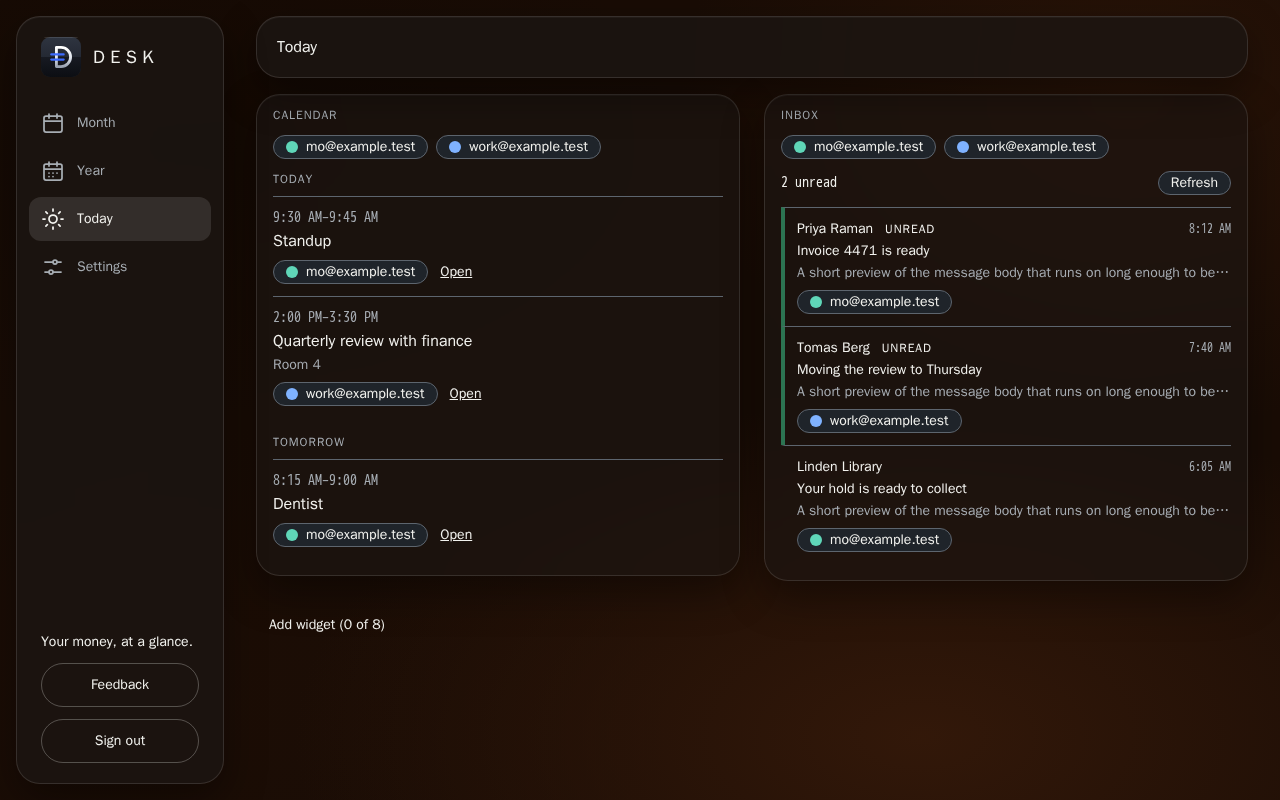 DESK
Month
Year
Today
Settings
Your money, at a glance.
Feedback
Sign out
Today
CALENDAR
mo@example.test work@example.test
TODAY
9:30 AM–9:45 AM
Standup
mo@example.test Open
2:00 PM–3:30 PM
Quarterly review with finance
Room 4
work@example.test Open
TOMORROW
8:15 AM–9:00 AM
Dentist
mo@example.test Open
INBOX
mo@example.test work@example.test
2 unread Refresh
Priya Raman UNREAD 8:12 AM
Invoice 4471 is ready
A short preview of the message body that runs on long enough to be…
mo@example.test
Tomas Berg UNREAD 7:40 AM
Moving the review to Thursday
A short preview of the message body that runs on long enough to be…
work@example.test
Linden Library 6:05 AM
Your hold is ready to collect
A short preview of the message body that runs on long enough to be…
mo@example.test
Add widget (0 of 8)